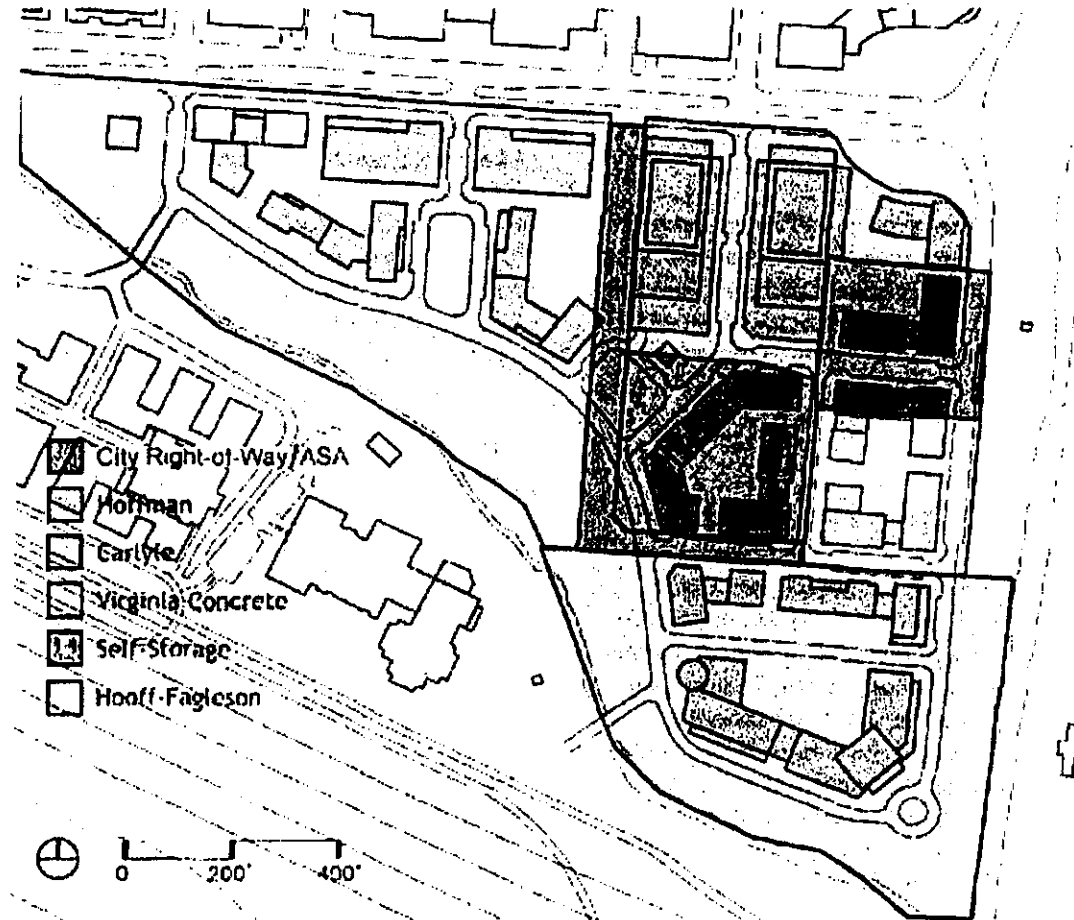 City Right-of-Way/ASA
Hoffman
Carlyle
Virginia Concrete
Self-Storage
Hooff-Fagleson
0 200' 400'